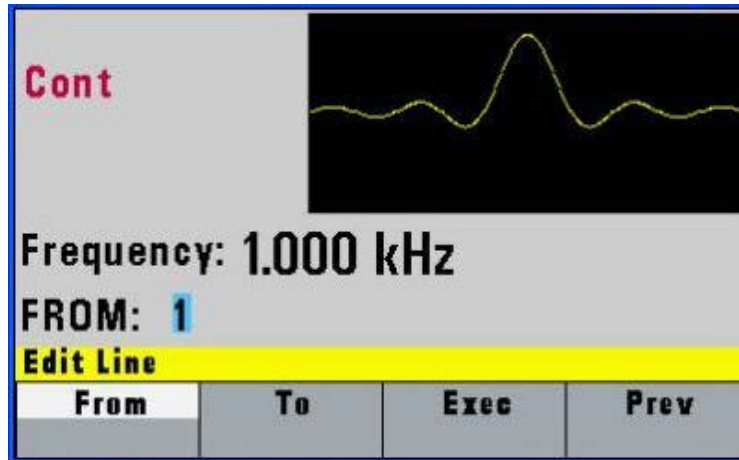 Cont
Frequency: 1.000 kHz
FROM: 1
Edit Line
From To Exec Prev